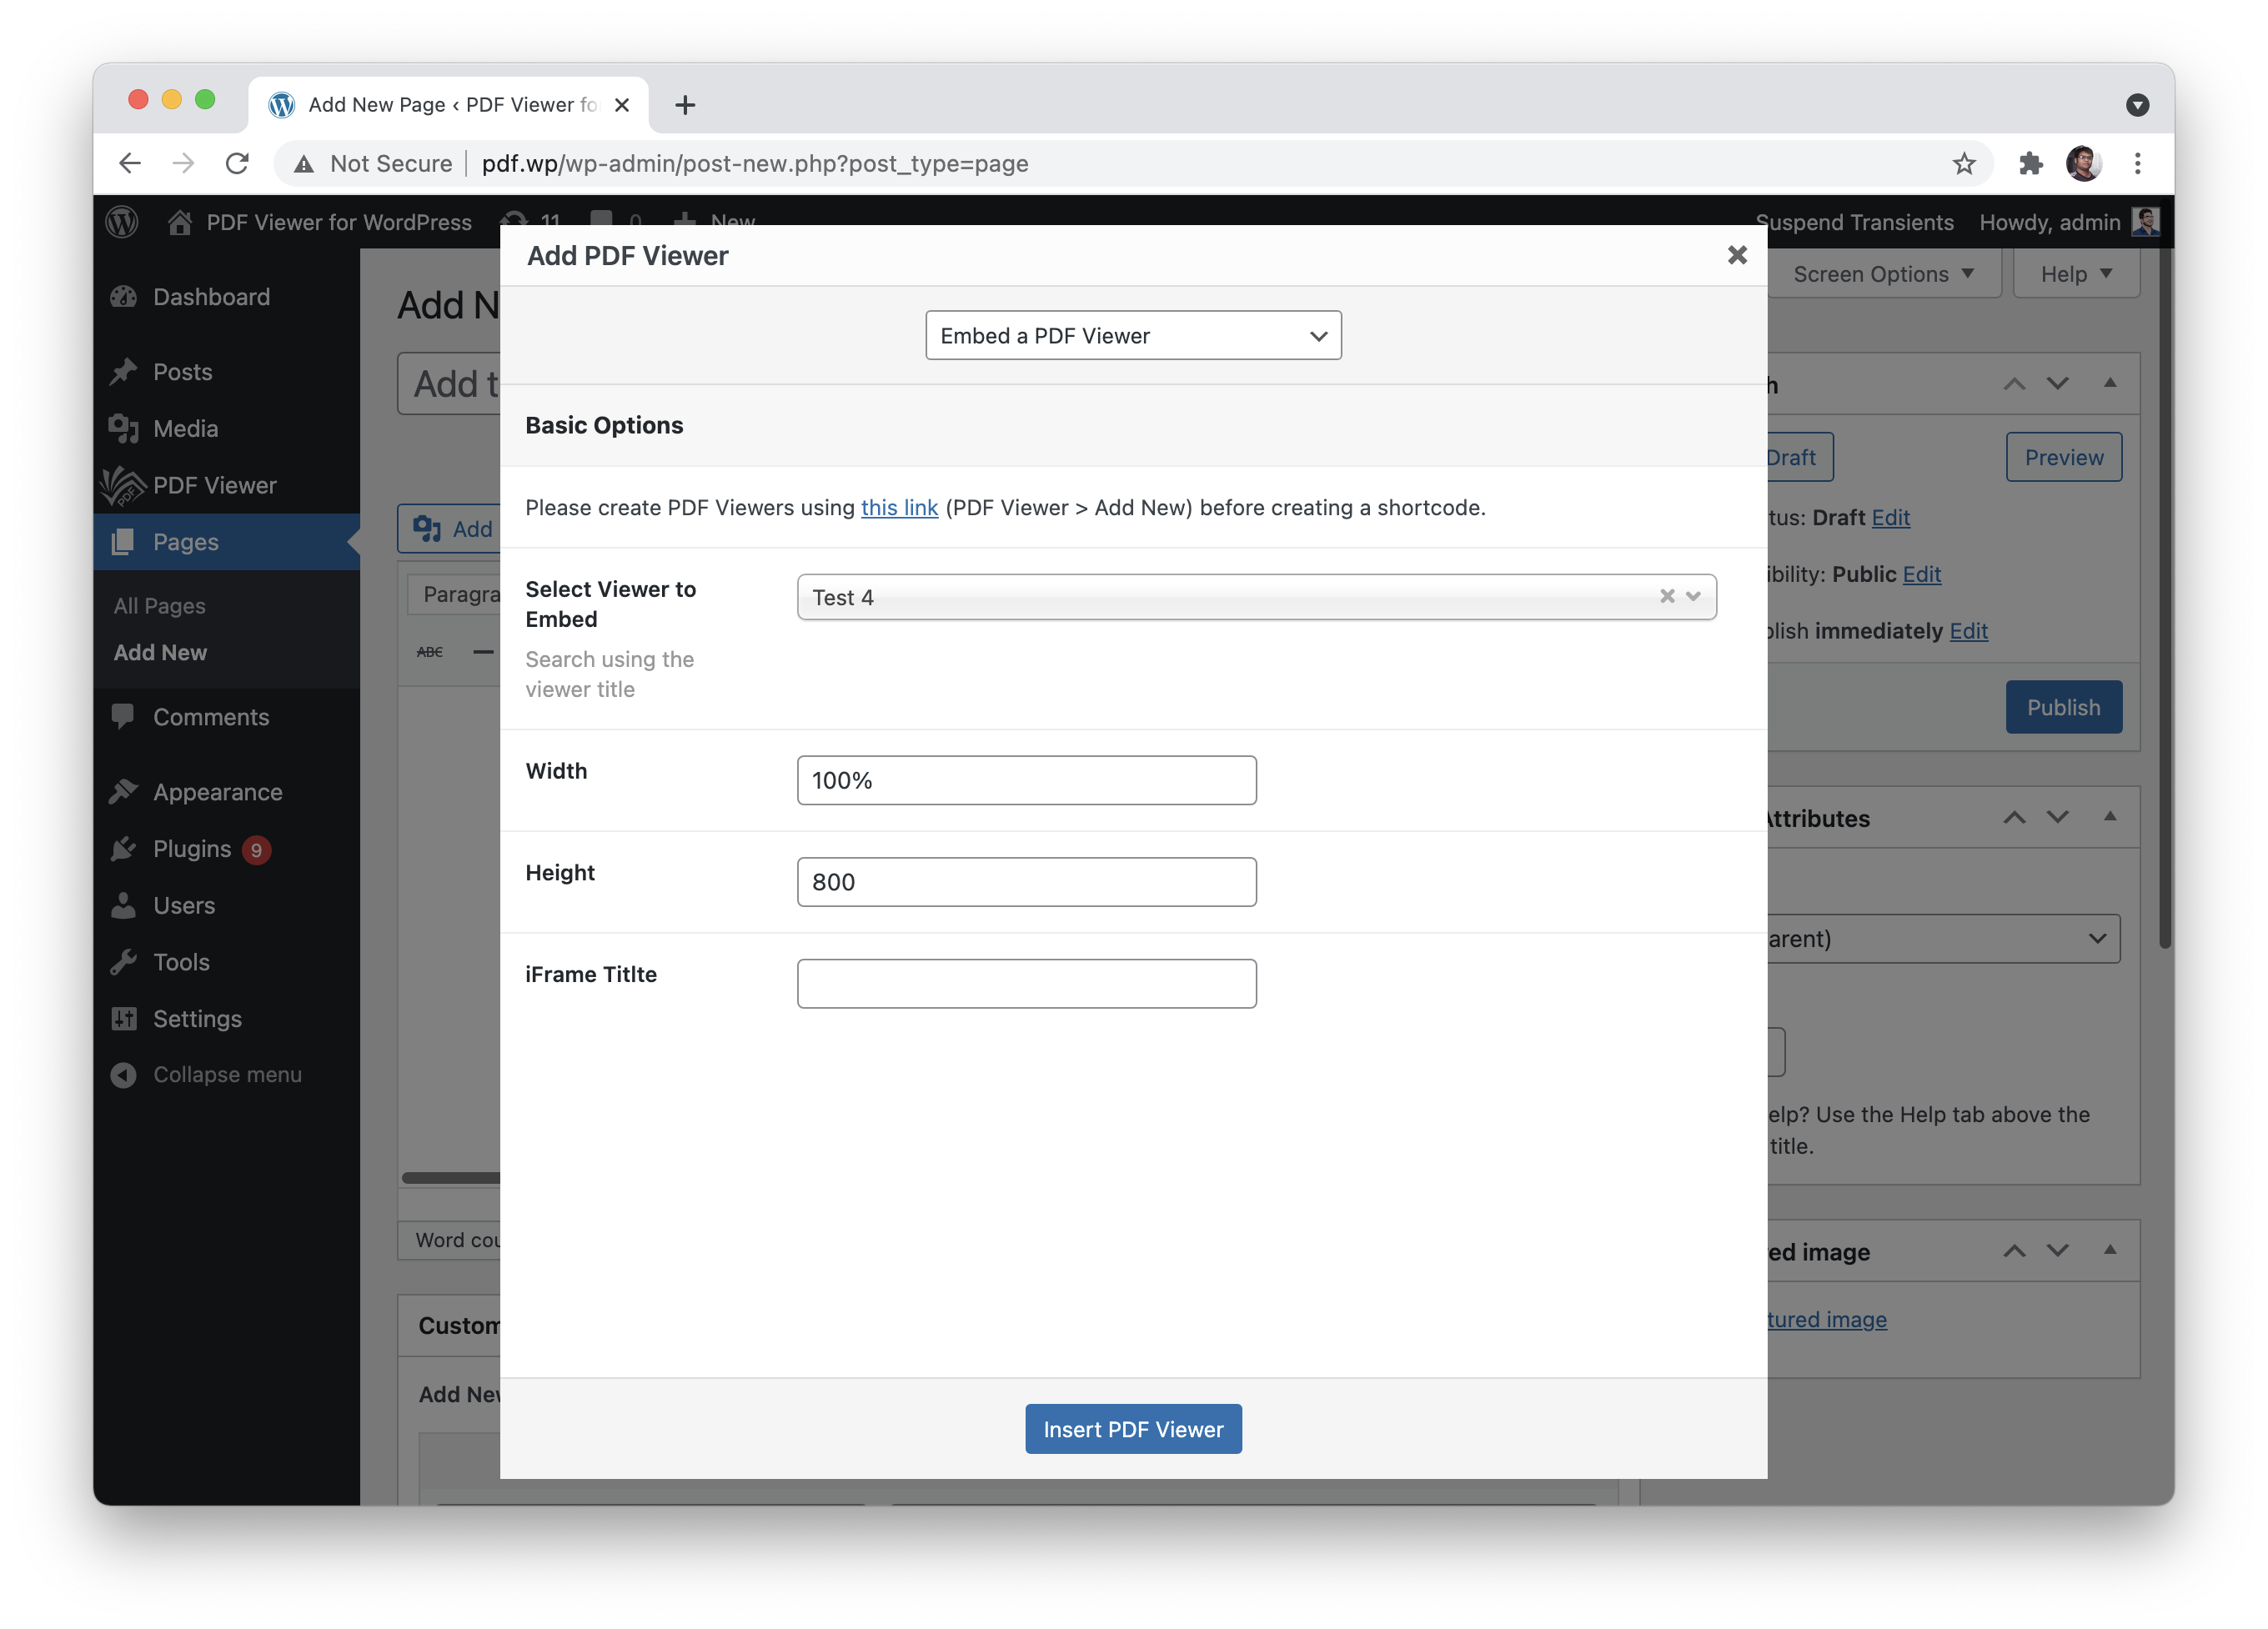 Add New Page ‹ PDF Viewer fo
Not Secure pdf.wp/wp-admin/post-new.php?post_type=page
PDF Viewer for WordPress 11 0 New Suspend Transients Howdy, admin
Screen Options Help
Dashboard
Posts
Media
PDF Viewer
Pages
All Pages
Add New
Comments
Appearance
Plugins 9
Users
Tools
Settings
Collapse menu
Add N
Add t
Add
Paragra
ABC
Word cou
Custom
Add New
Add PDF Viewer
Embed a PDF Viewer
Basic Options
Please create PDF Viewers using this link (PDF Viewer > Add New) before creating a shortcode.
Select Viewer to
Embed
Search using the
viewer title
Test 4
Width
100%
Height
800
iFrame Titlte
Insert PDF Viewer
h
Draft
Preview
tus: Draft Edit
ibility: Public Edit
blish immediately Edit
Publish
Attributes
arent)
elp? Use the Help tab above the
title.
ed image
tured image